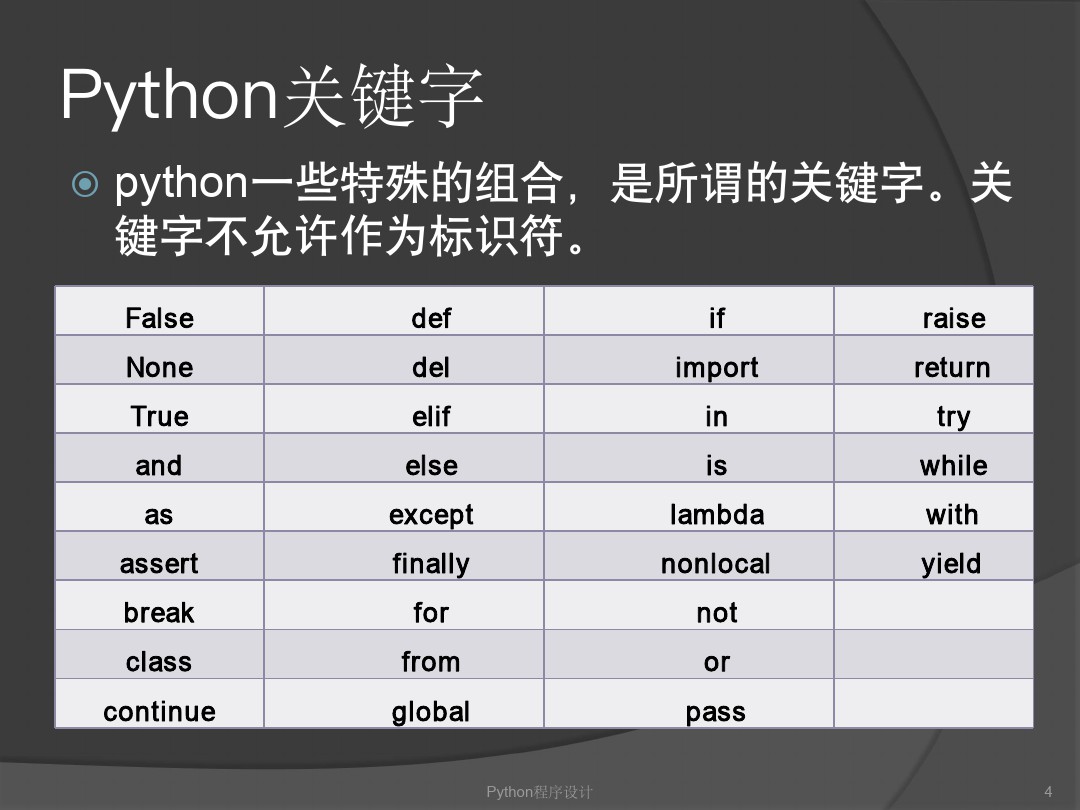 Python关键字
python一些特殊的组合，是所谓的关键字。关
键字不允许作为标识符。
False def if raise
None del import return
True elif in try
and else is while
as except lambda with
assert finally nonlocal yield
break for not
class from or
continue global pass
Python程序设计 4